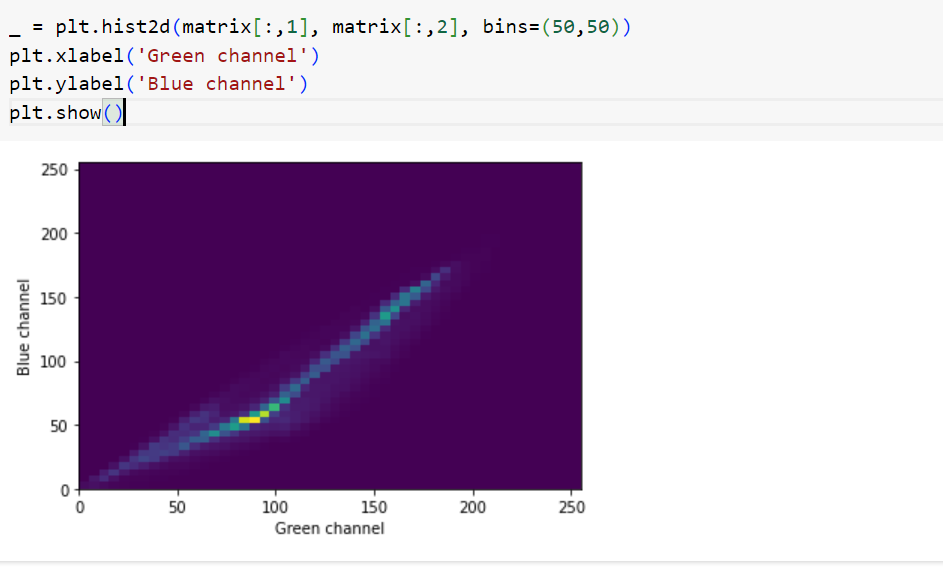 _ = plt.hist2d(matrix[:,1], matrix[:,2], bins=(50,50))
plt.xlabel('Green channel')
plt.ylabel('Blue channel')
plt.show()
250
200
150
100
50
0
Blue channel
0 50 100 150 200 250
Green channel